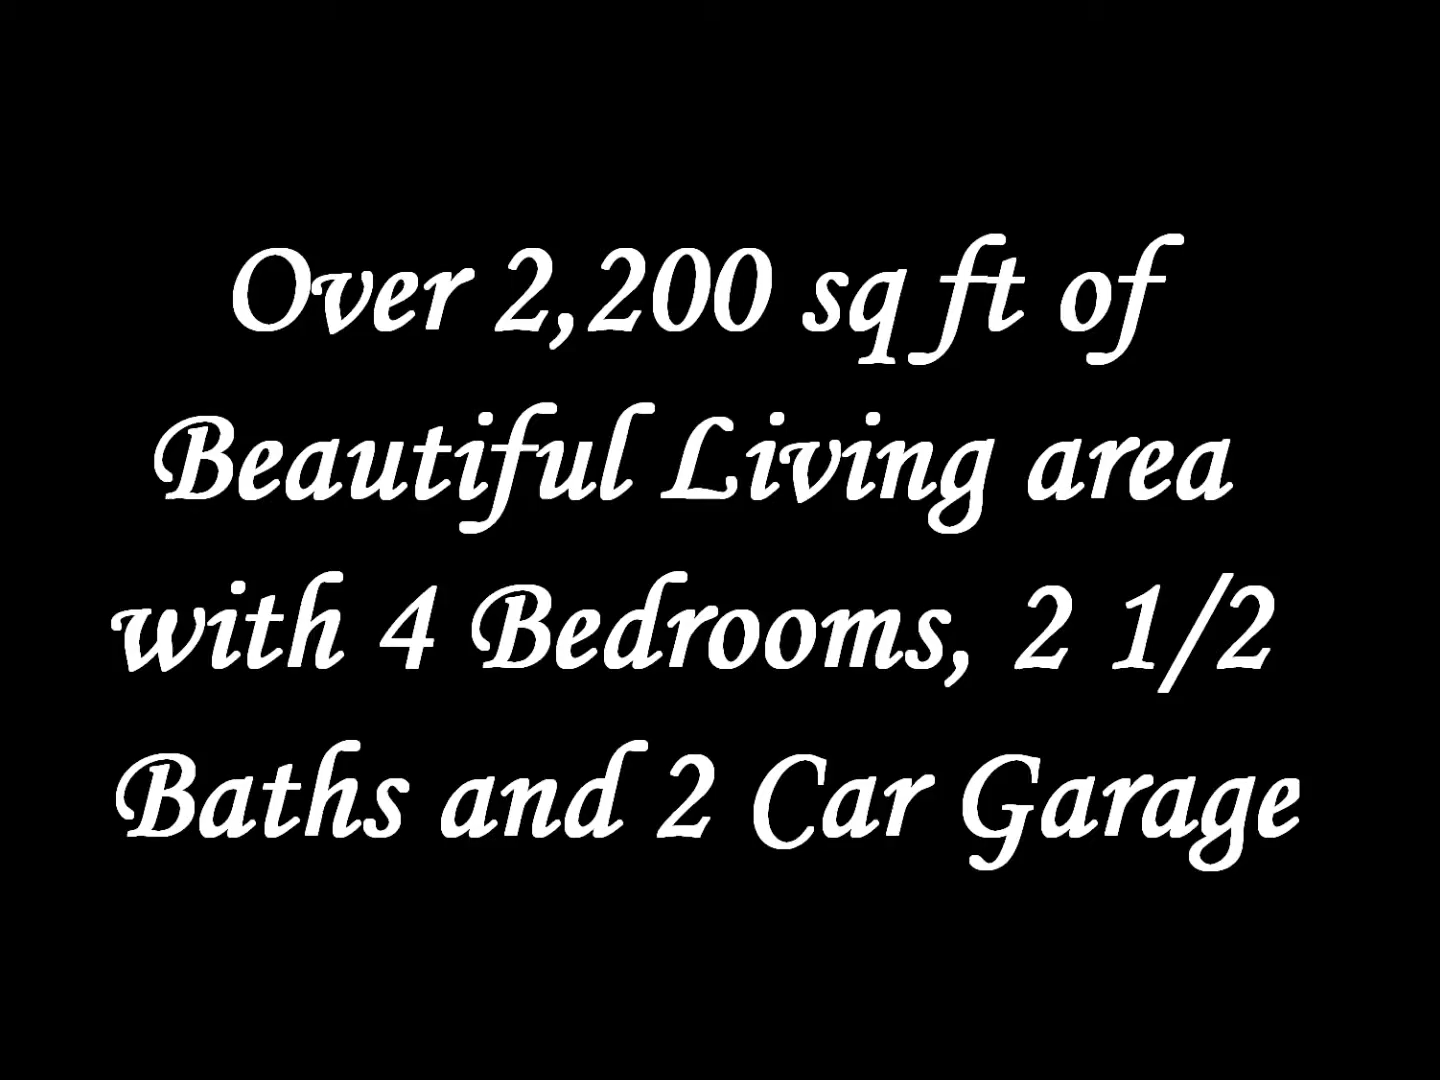 Over 2,200 sq ft of
Beautiful Living area
with 4 Bedrooms, 2 1/2
Baths and 2 Car Garage